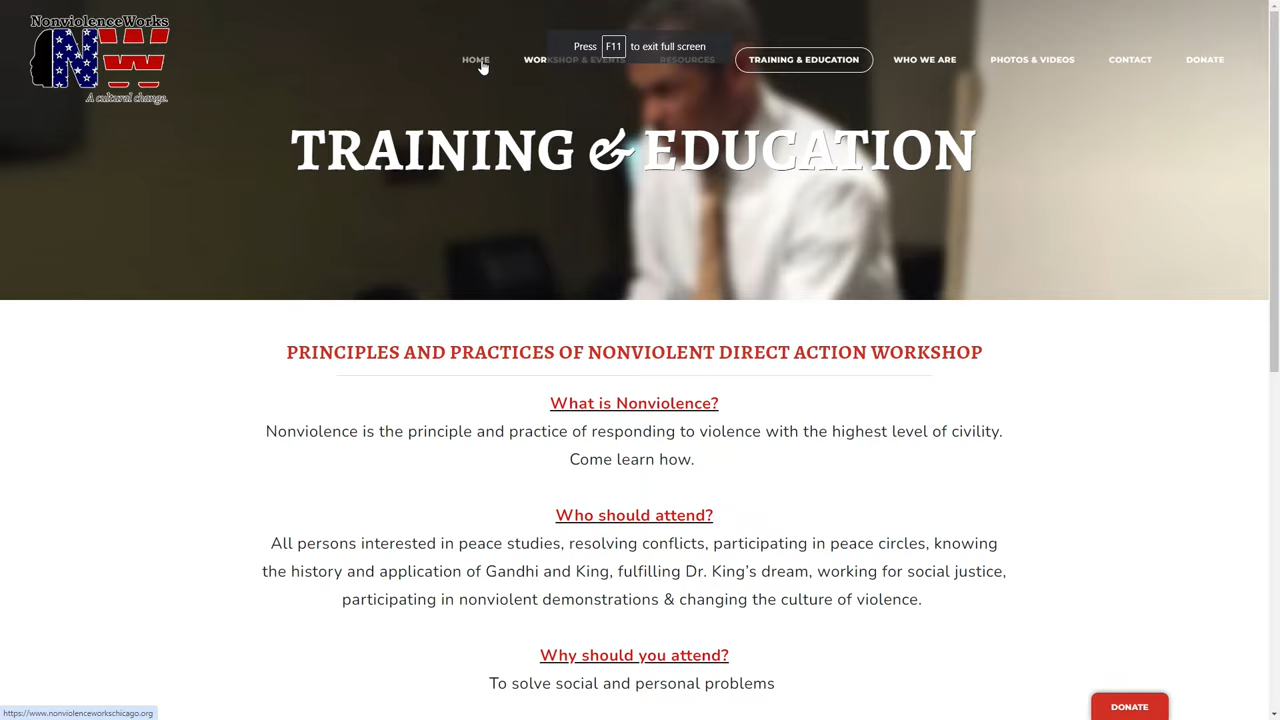 NonviolenceWorks
NW
A cultural change.
Press F11 to exit full screen
HOME
WORKSHOP & EVENTS
RESOURCES
TRAINING & EDUCATION
WHO WE ARE
PHOTOS & VIDEOS
CONTACT
DONATE
TRAINING & EDUCATION
PRINCIPLES AND PRACTICES OF NONVIOLENT DIRECT ACTION WORKSHOP
What is Nonviolence?
Nonviolence is the principle and practice of responding to violence with the highest level of civility.
Come learn how.
Who should attend?
All persons interested in peace studies, resolving conflicts, participating in peace circles, knowing
the history and application of Gandhi and King, fulfilling Dr. King’s dream, working for social justice,
participating in nonviolent demonstrations & changing the culture of violence.
Why should you attend?
To solve social and personal problems
DONATE
https://www.nonviolenceworkschicago.org